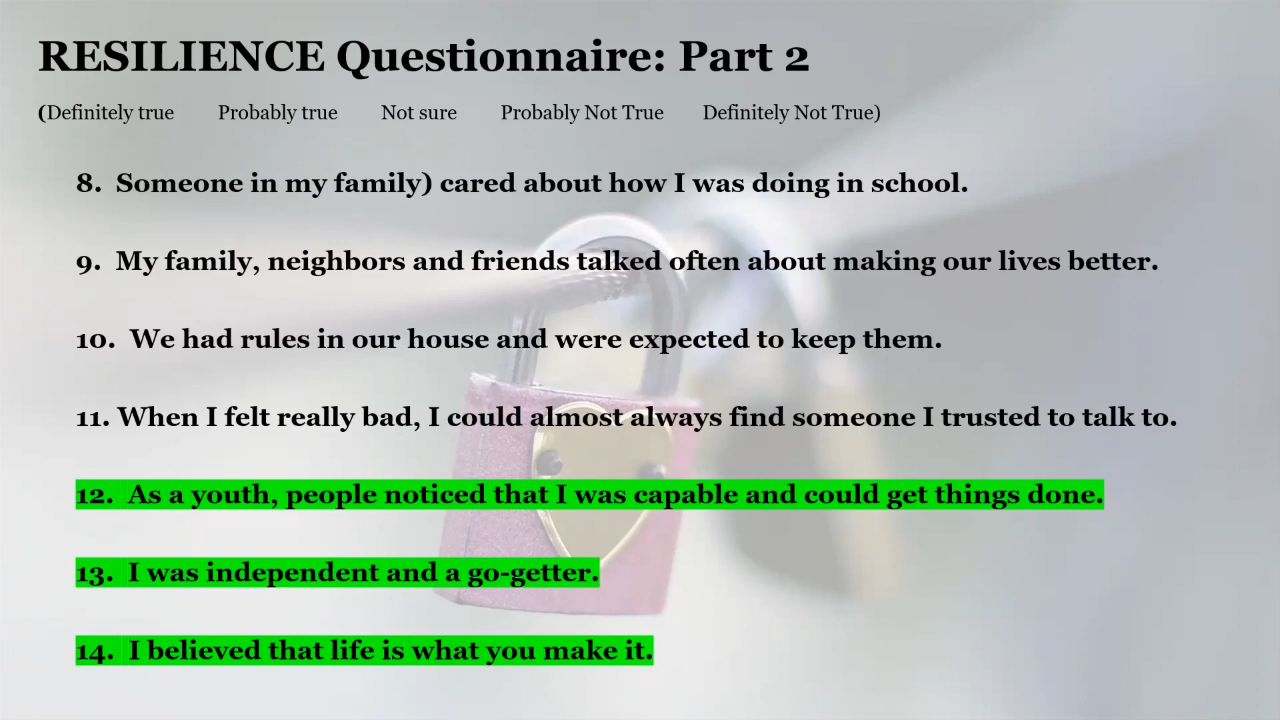 RESILIENCE Questionnaire: Part 2
(Definitely true Probably true Not sure Probably Not True Definitely Not True)
8. Someone in my family) cared about how I was doing in school.
9. My family, neighbors and friends talked often about making our lives better.
10. We had rules in our house and were expected to keep them.
11. When I felt really bad, I could almost always find someone I trusted to talk to.
12. As a youth, people noticed that I was capable and could get things done.
13. I was independent and a go-getter.
14. I believed that life is what you make it.